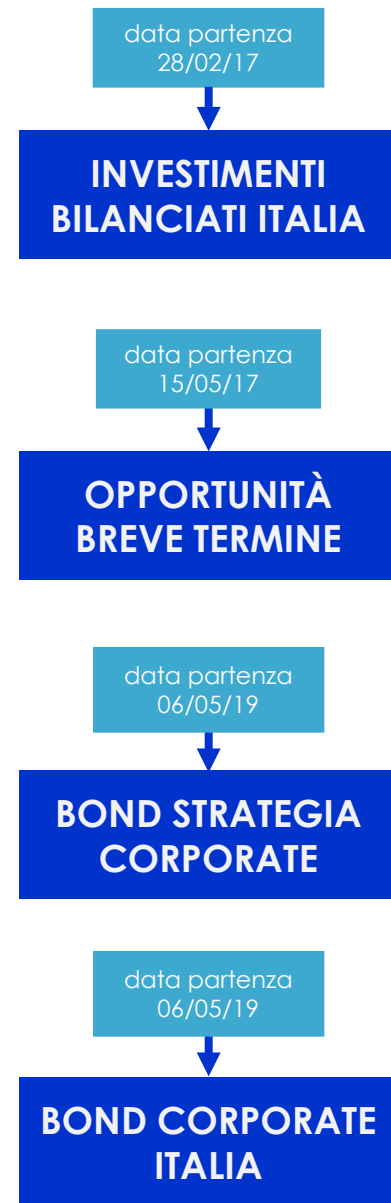 data partenza
28/02/17
INVESTIMENTI
BILANCIATI ITALIA
data partenza
15/05/17
OPPORTUNITÀ
BREVE TERMINE
data partenza
06/05/19
BOND STRATEGIA
CORPORATE
data partenza
06/05/19
BOND CORPORATE
ITALIA